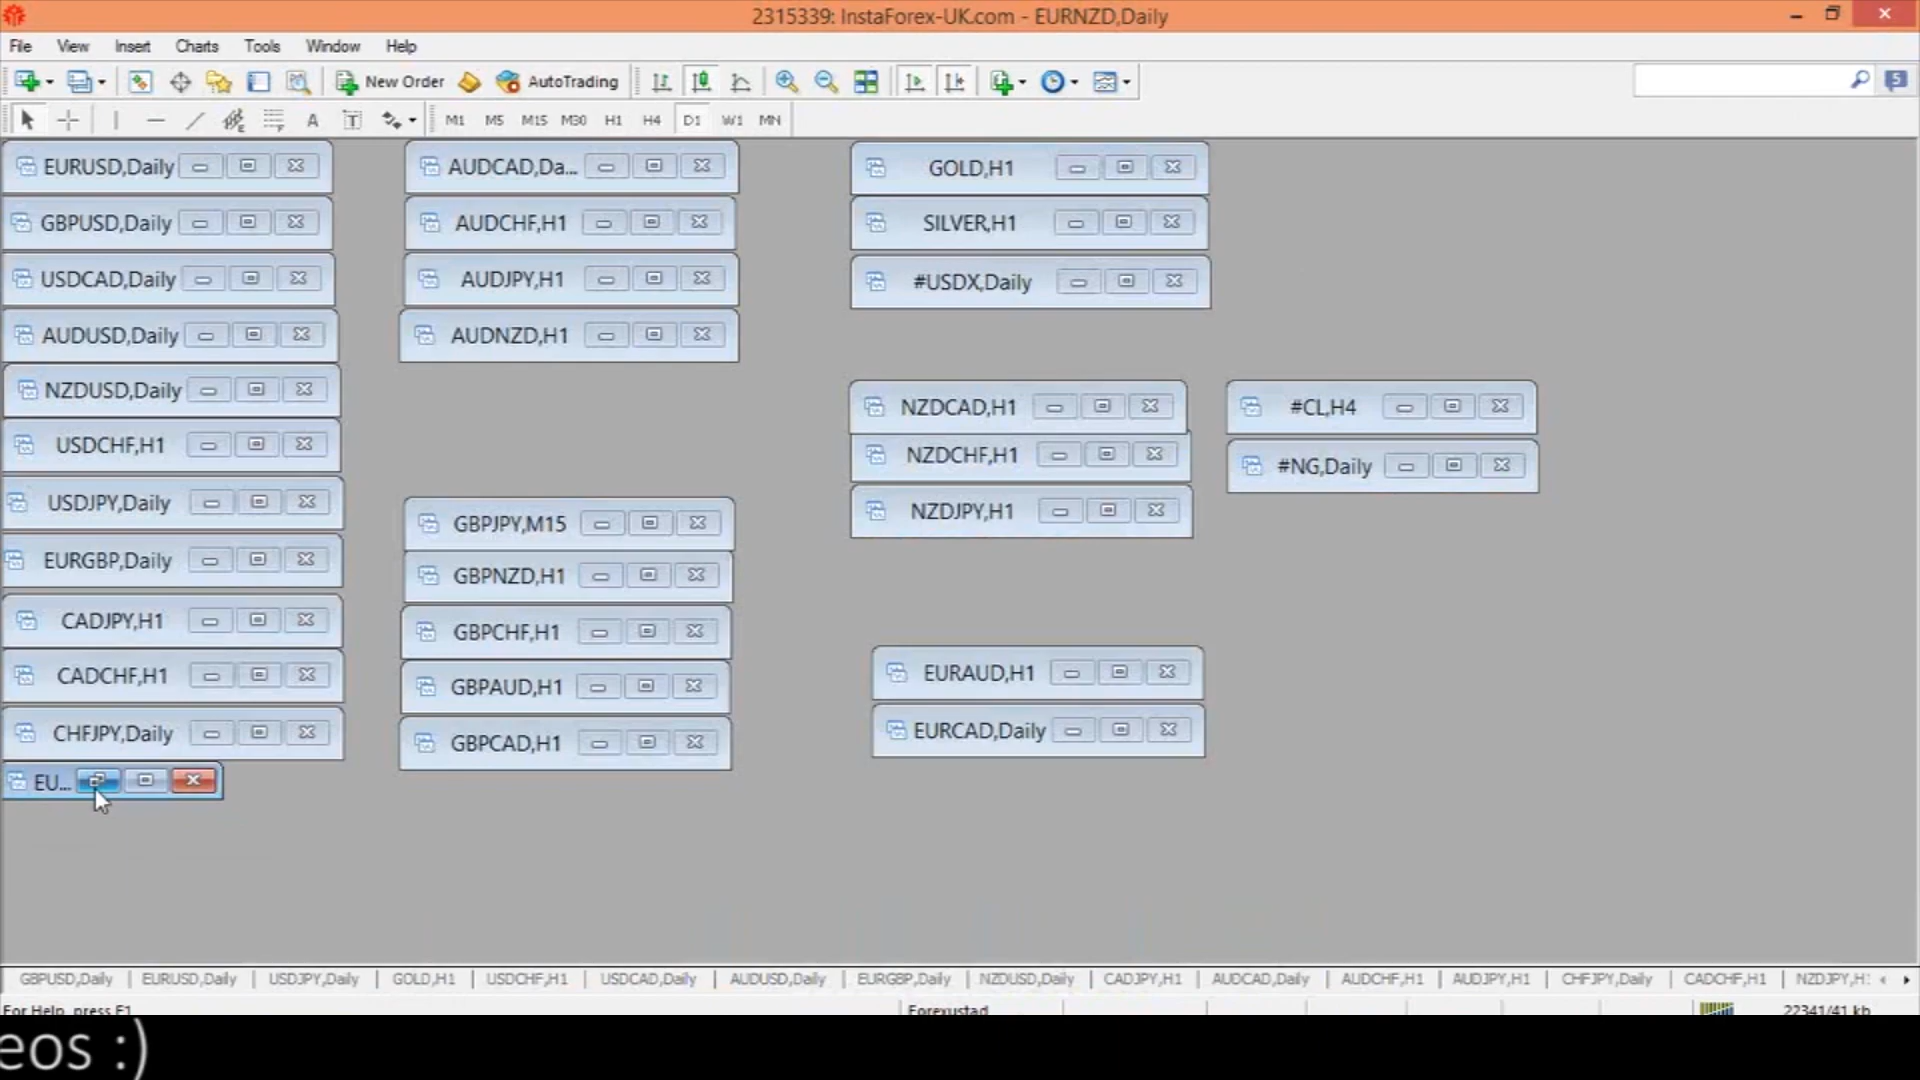 2315339: InstaForex-UK.com - EURNZD,Daily
File View Insert Charts Tools Window Help
New Order AutoTrading 5
A T M1 M5 M15 M30 H1 H4 D1 W1 MN
EURUSD,Daily
GBPUSD,Daily
USDCAD,Daily
AUDUSD,Daily
NZDUSD,Daily
USDCHF,H1
USDJPY,Daily
EURGBP,Daily
CADJPY,H1
CADCHF,H1
CHFJPY,Daily
EU...
AUDCAD,Da...
AUDCHF,H1
AUDJPY,H1
AUDNZD,H1
GBPJPY,M15
GBPNZD,H1
GBPCHF,H1
GBPAUD,H1
GBPCAD,H1
GOLD,H1
SILVER,H1
#USDX,Daily
NZDCAD,H1
NZDCHF,H1
NZDJPY,H1
EURAUD,H1
EURCAD,Daily
#CL,H4
#NG,Daily
GBPUSD,Daily EURUSD,Daily USDJPY,Daily GOLD,H1 USDCHF,H1 USDCAD,Daily AUDUSD,Daily EURGBP,Daily NZDUSD,Daily CADJPY,H1 AUDCAD,Daily AUDCHF,H1 AUDJPY,H1 CHFJPY,Daily CADCHF,H1 NZDJPY,H:
For Help, press F1 Forexustad 22341/41 kb
eos :)